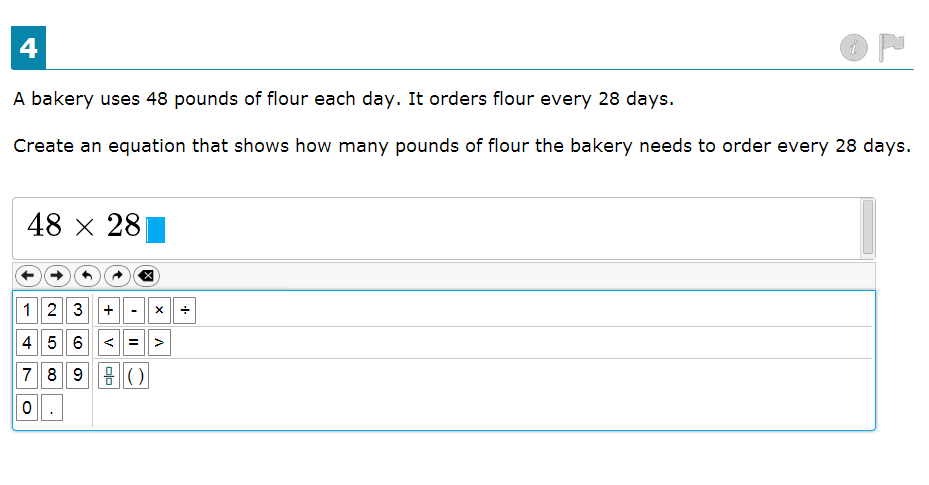 4
i
A bakery uses 48 pounds of flour each day. It orders flour every 28 days.
Create an equation that shows how many pounds of flour the bakery needs to order every 28 days.
48 × 28
1 2 3 + - × ÷
4 5 6 < = >
7 8 9 ( )
0 .